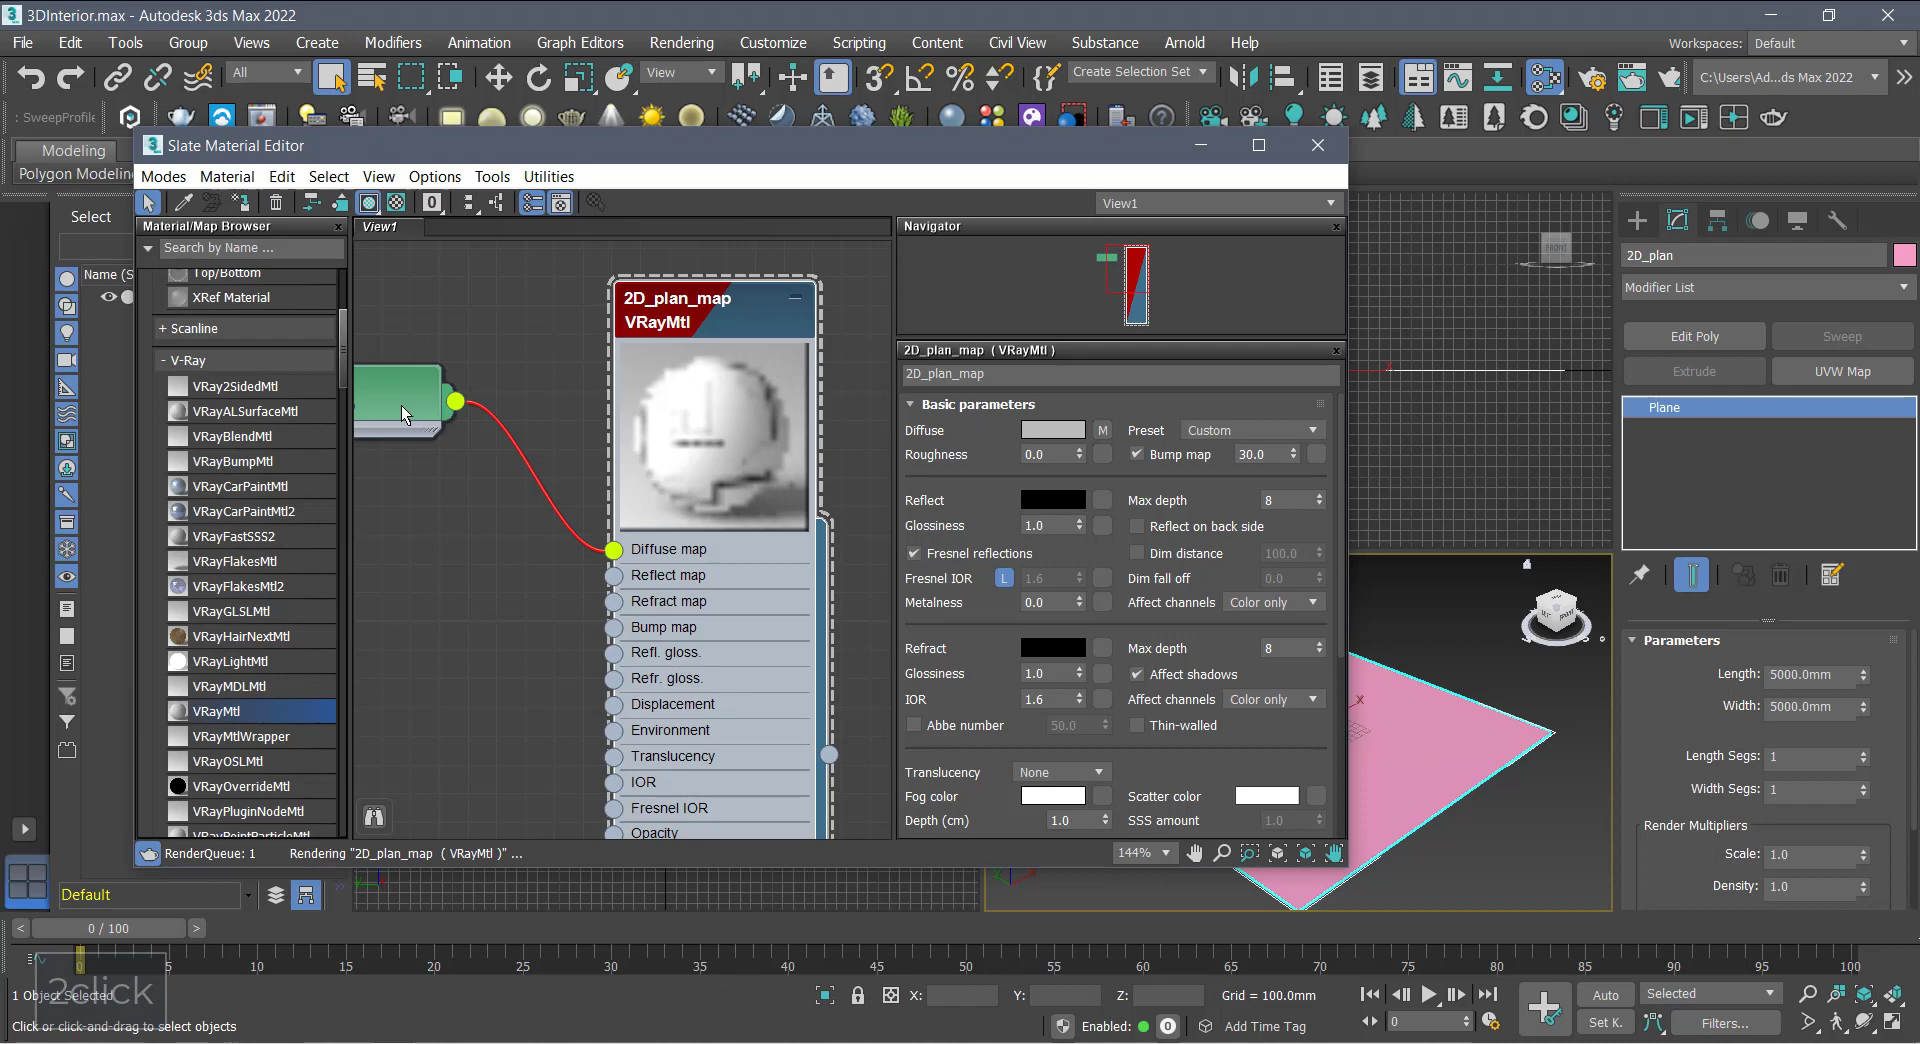 3DInterior.max - Autodesk 3ds Max 2022
File Edit Tools Group Views Create Modifiers Animation Graph Editors Rendering Customize Scripting Content Civil View Substance Arnold Help
Workspaces: Default
All
View
Create Selection Set
C:\Users\Ad...ds Max 2022
: SweepProfile
Modeling
Polygon Modeling
Select
Name (S
Slate Material Editor
Modes Material Edit Select View Options Tools Utilities
View1
Material/Map Browser
Search by Name ...
Top/Bottom
XRef Material
+ Scanline
- V-Ray
VRay2SidedMtl
VRayALSurfaceMtl
VRayBlendMtl
VRayBumpMtl
VRayCarPaintMtl
VRayCarPaintMtl2
VRayFastSSS2
VRayFlakesMtl
VRayFlakesMtl2
VRayGLSLMtl
VRayHairNextMtl
VRayLightMtl
VRayMDLMtl
VRayMtl
VRayMtlWrapper
VRayOSLMtl
VRayOverrideMtl
VRayPluginNodeMtl
VRayPointParticleMtl
View1
2D_plan_map
VRayMtl
Diffuse map
Reflect map
Refract map
Bump map
Refl. gloss.
Refr. gloss.
Displacement
Environment
Translucency
IOR
Fresnel IOR
Opacity
Navigator
2D_plan_map ( VRayMtl )
2D_plan_map
Basic parameters
Diffuse M Preset Custom
Roughness 0.0 Bump map 30.0
Reflect Max depth 8
Glossiness 1.0 Reflect on back side
Fresnel reflections Dim distance 100.0
Fresnel IOR L 1.6 Dim fall off 0.0
Metalness 0.0 Affect channels Color only
Refract Max depth 8
Glossiness 1.0 Affect shadows
IOR 1.6 Affect channels Color only
Abbe number 50.0 Thin-walled
Translucency None
Fog color Scatter color
Depth (cm) 1.0 SSS amount 1.0
RenderQueue: 1 Rendering "2D_plan_map ( VRayMtl )" ...
144%
FRONT
X
2D_plan
Modifier List
Edit Poly Sweep
Extrude UVW Map
Plane
Parameters
Length: 5000.0mm
Width: 5000.0mm
Length Segs: 1
Width Segs: 1
Render Multipliers
Scale: 1.0
Density: 1.0
Default
< 0 / 100 >
0 5 10 15 20 25 30 35 40 45 50 55 60 65 70 75 80 85 90 95 100
2click
1 Object Selected
Click or click-and-drag to select objects
X: Y: Z: Grid = 100.0mm
Enabled: 0 Add Time Tag
0
Auto Selected
Set K. Filters...